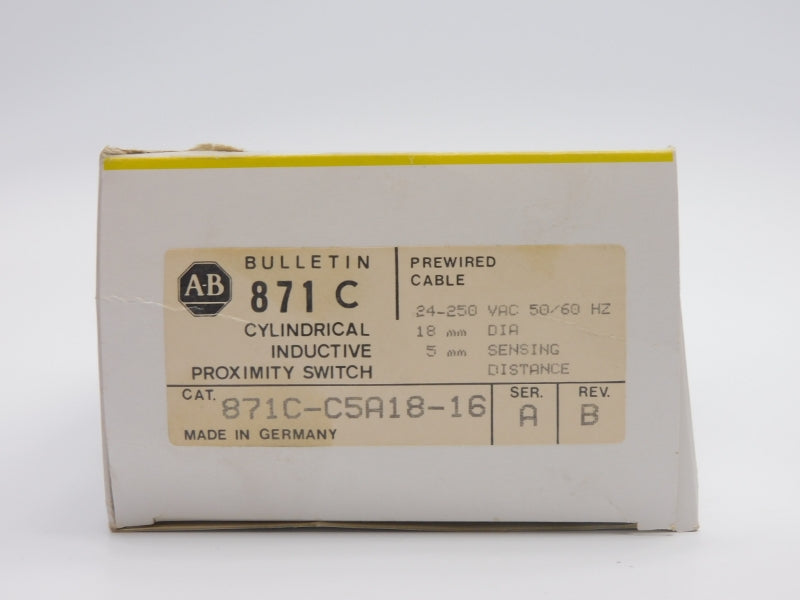 A-B
BULLETIN
871 C
CYLINDRICAL
INDUCTIVE
PROXIMITY SWITCH
PREWIRED
CABLE
24-250 VAC 50/60 HZ
18 mm DIA
5 mm SENSING
DISTANCE
CAT. 871C-C5A18-16
SER. A
REV. B
MADE IN GERMANY